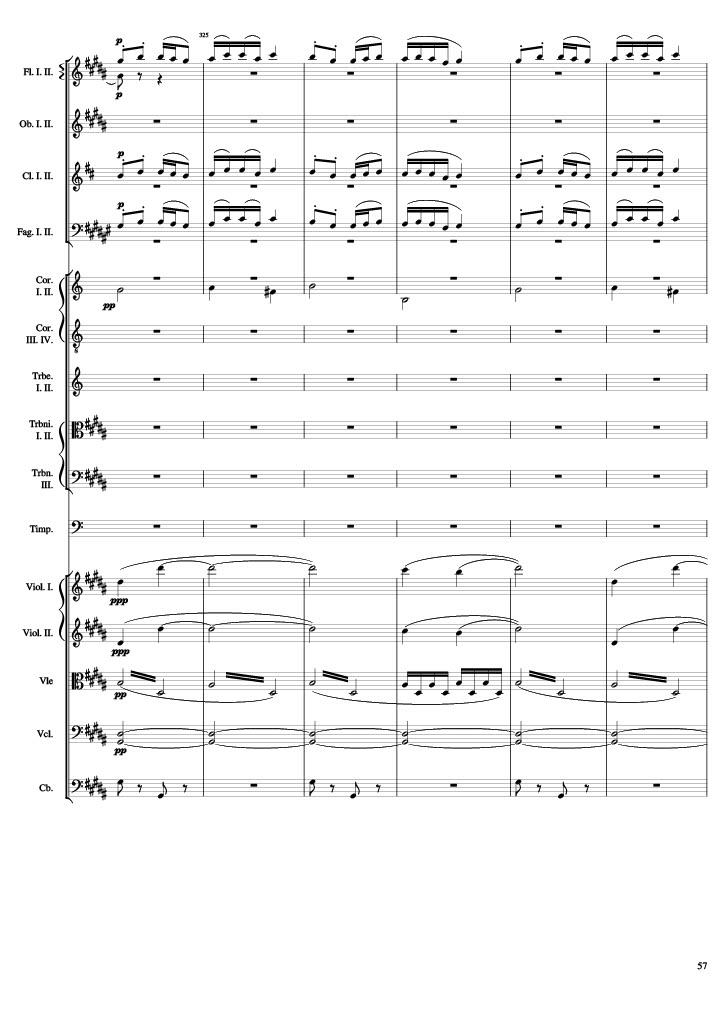 p
325
Fl. I. II.
p
Ob. I. II.
p
Cl. I. II.
p
Fag. I. II.
Cor.
I. II.
pp
Cor.
III. IV.
Trbe.
I. II.
Trbni.
I. II.
Trbn.
III.
Timp.
Viol. I.
ppp
Viol. II.
ppp
Vle
pp
Vcl.
pp
Cb.
57